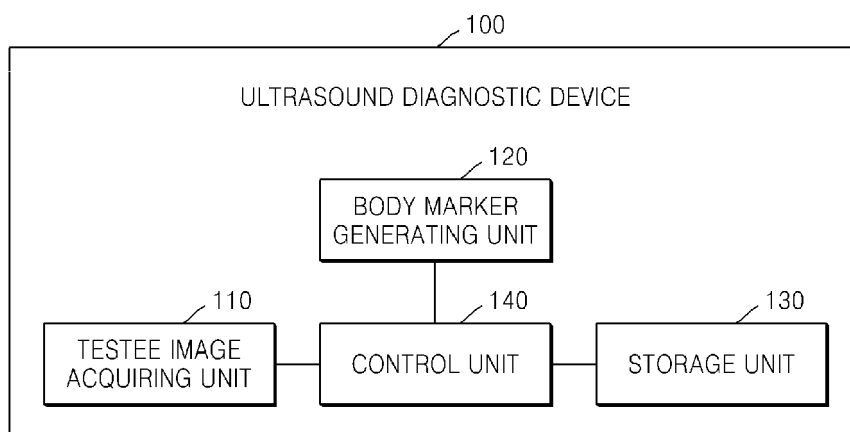 100
ULTRASOUND DIAGNOSTIC DEVICE
120
BODY MARKER
GENERATING UNIT
110
TESTEE IMAGE
ACQUIRING UNIT
140
CONTROL UNIT
130
STORAGE UNIT